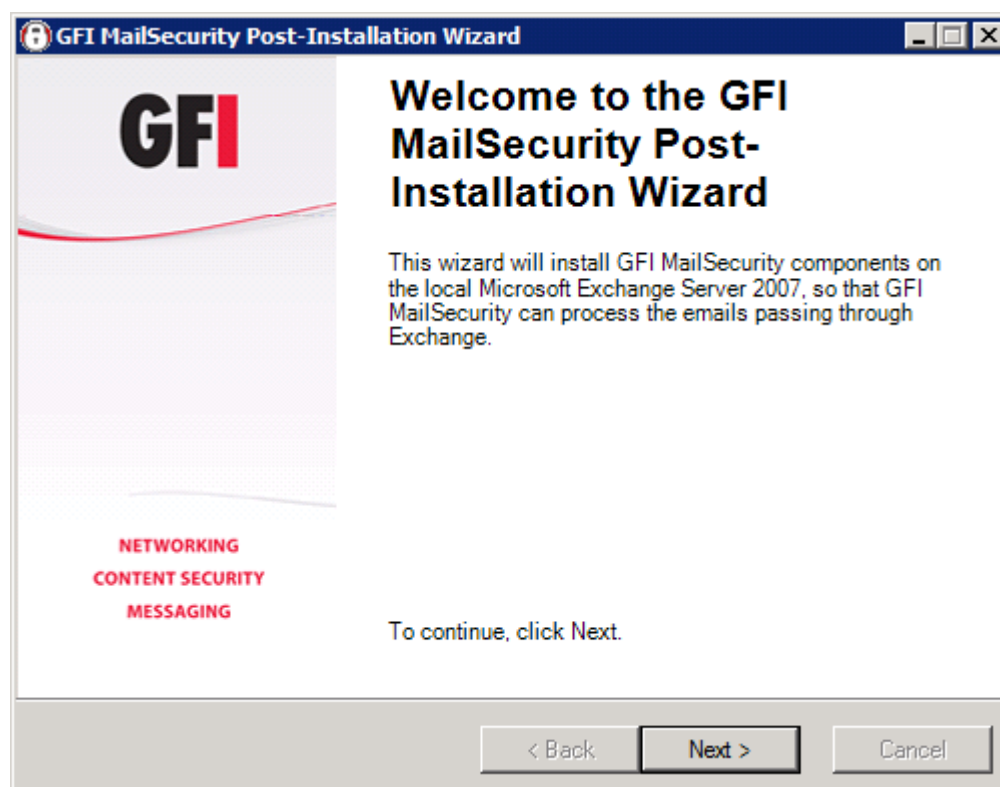 GFI MailSecurity Post-Installation Wizard
GFI
Welcome to the GFI
MailSecurity Post-
Installation Wizard
This wizard will install GFI MailSecurity components on
the local Microsoft Exchange Server 2007, so that GFI
MailSecurity can process the emails passing through
Exchange.
NETWORKING
CONTENT SECURITY
MESSAGING
To continue, click Next.
< Back
Next >
Cancel